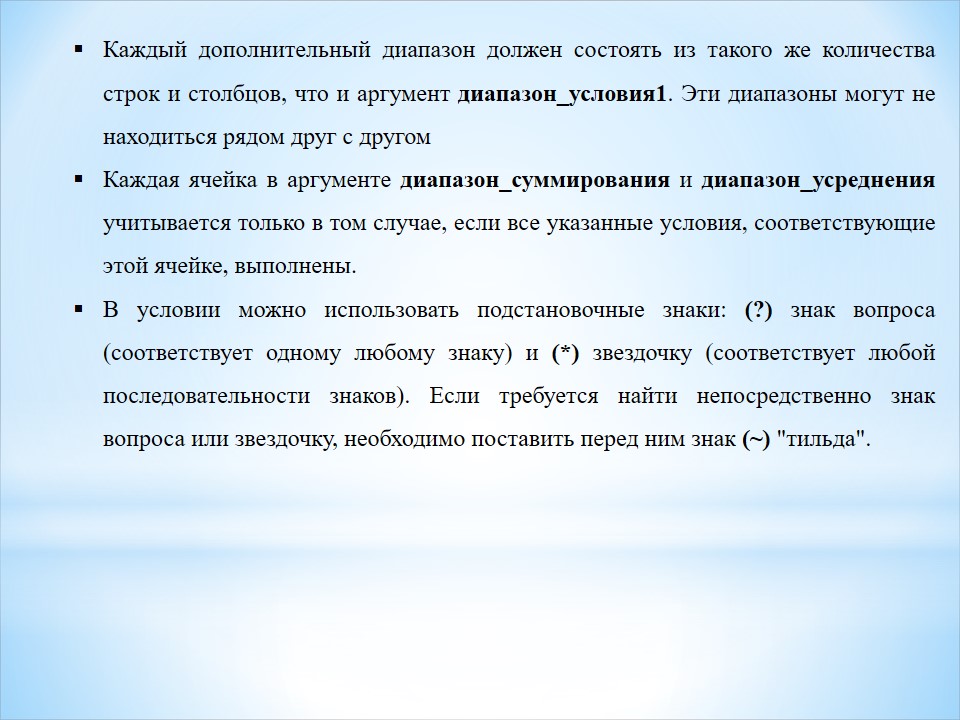 ▪ Каждый дополнительный диапазон должен состоять из такого же количества
строк и столбцов, что и аргумент диапазон_условия1. Эти диапазоны могут не
находиться рядом друг с другом
▪ Каждая ячейка в аргументе диапазон_суммирования и диапазон_усреднения
учитывается только в том случае, если все указанные условия, соответствующие
этой ячейке, выполнены.
▪ В условии можно использовать подстановочные знаки: (?) знак вопроса
(соответствует одному любому знаку) и (*) звездочку (соответствует любой
последовательности знаков). Если требуется найти непосредственно знак
вопроса или звездочку, необходимо поставить перед ним знак (~) "тильда".